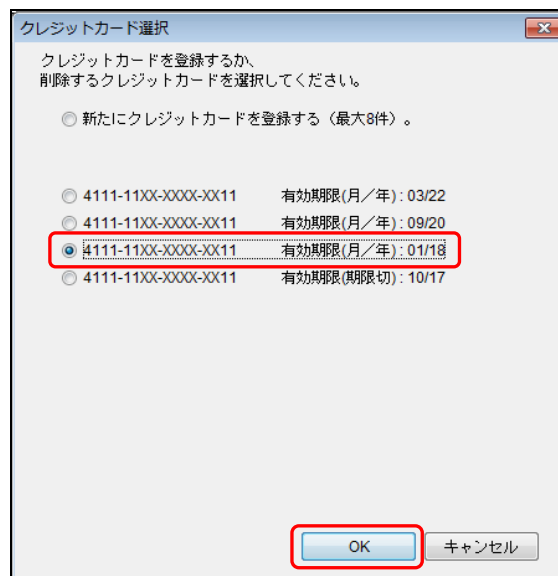 クレジットカード選択
クレジットカードを登録するか、
削除するクレジットカードを選択してください。
新たにクレジットカードを登録する（最大8件）。
4111-11XX-XXXX-XX11 有効期限(月／年) : 03/22
4111-11XX-XXXX-XX11 有効期限(月／年) : 09/20
4111-11XX-XXXX-XX11 有効期限(月／年) : 01/18
4111-11XX-XXXX-XX11 有効期限(期限切) : 10/17
OK キャンセル